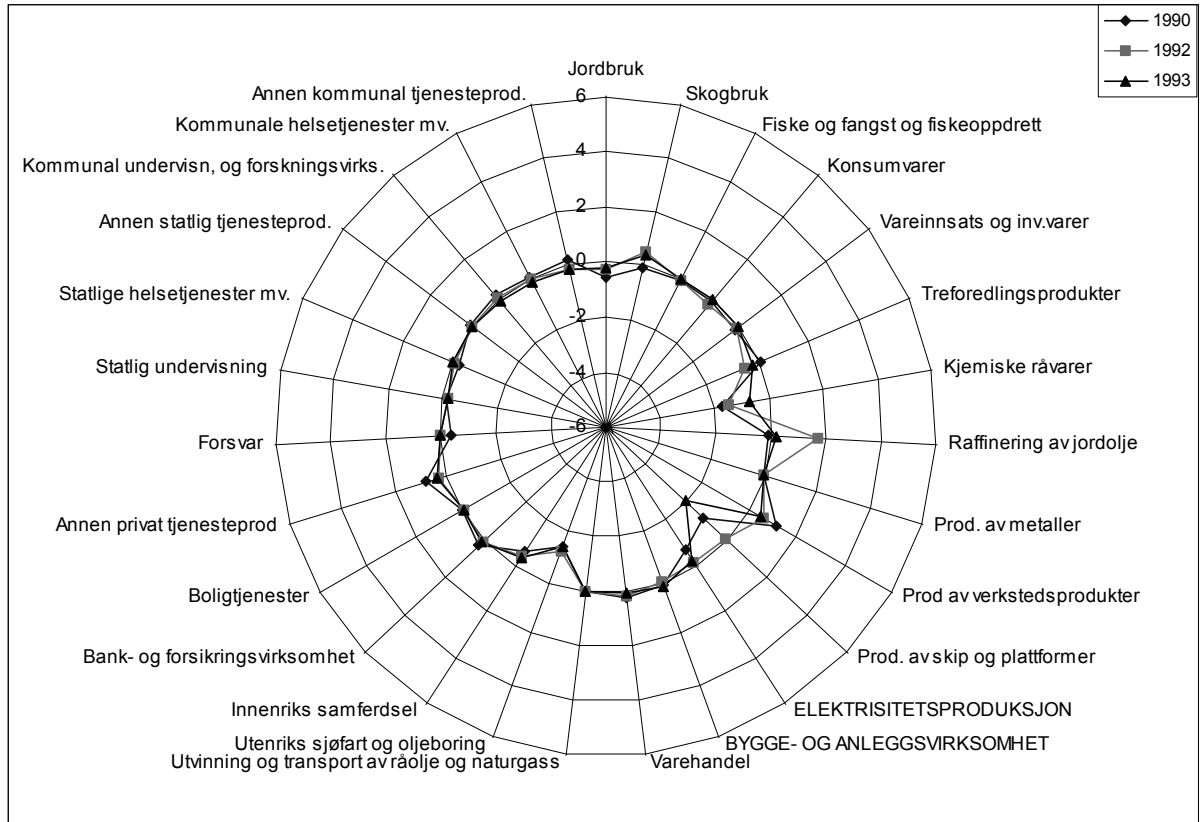 1990
1992
1993
Jordbruk
Skogbruk
Fiske og fangst og fiskeoppdrett
Konsumvarer
Vareinnsats og inv.varer
Treforedlingsprodukter
Kjemiske råvarer
Raffinering av jordolje
Prod. av metaller
Prod av verkstedsprodukter
Prod. av skip og plattformer
ELEKTRISITETSPRODUKSJON
BYGGE- OG ANLEGGSVIRKSOMHET
Varehandel
Utvinning og transport av råolje og naturgass
Utenriks sjøfart og oljeboring
Innenriks samferdsel
Bank- og forsikringsvirksomhet
Boligtjenester
Annen privat tjenesteprod
Forsvar
Statlig undervisning
Statlige helsetjenester mv.
Annen statlig tjenesteprod.
Kommunal undervisn, og forskningsvirks.
Kommunale helsetjenester mv.
Annen kommunal tjenesteprod.
6
4
2
0
-2
-4
-6